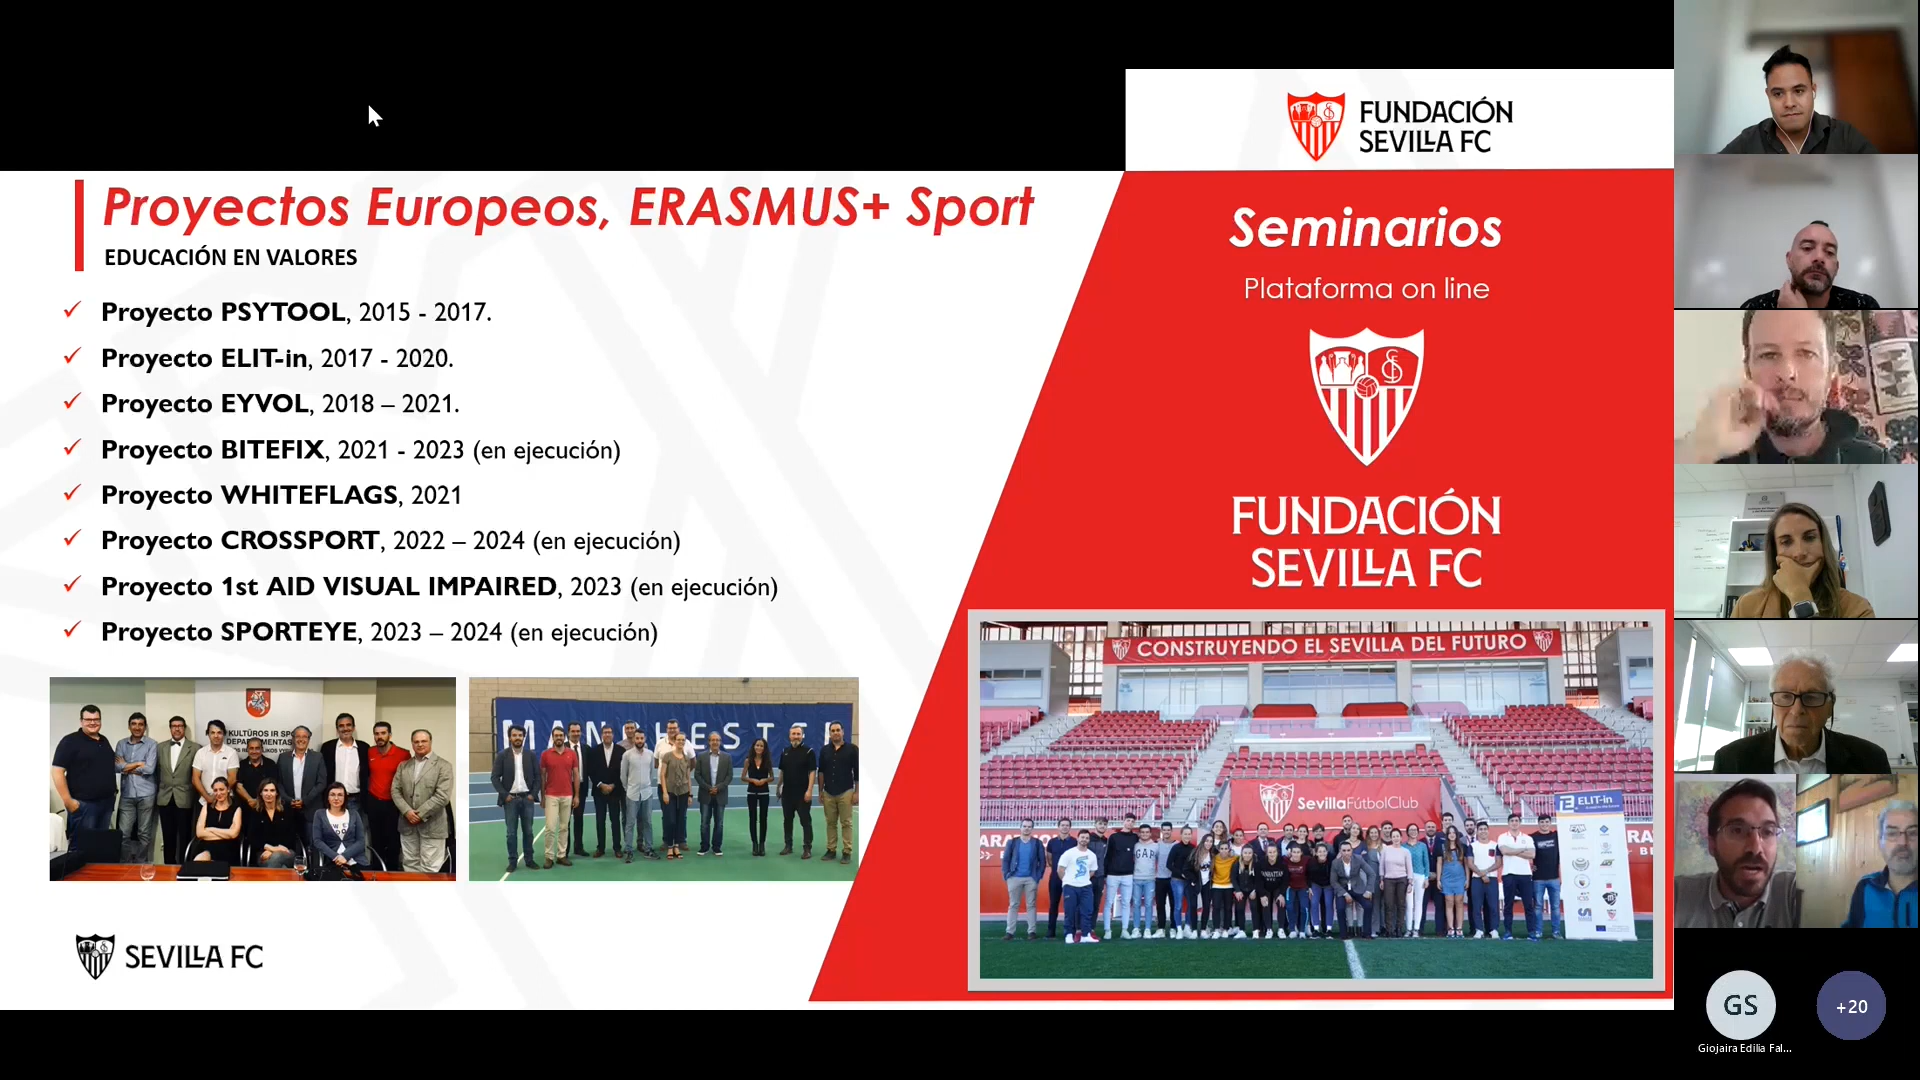 FUNDACIÓN
SEVILLA FC
Proyectos Europeos, ERASMUS+ Sport
EDUCACIÓN EN VALORES
Proyecto PSYTOOL, 2015 - 2017.
Proyecto ELIT-in, 2017 - 2020.
Proyecto EYVOL, 2018 – 2021.
Proyecto BITEFIX, 2021 - 2023 (en ejecución)
Proyecto WHITEFLAGS, 2021
Proyecto CROSSPORT, 2022 – 2024 (en ejecución)
Proyecto 1st AID VISUAL IMPAIRED, 2023 (en ejecución)
Proyecto SPORTEYE, 2023 – 2024 (en ejecución)
KULTŪROS IR
MANCHESTER
SEVILLA FC
Seminarios
Plataforma on line
FUNDACIÓN
SEVILLA FC
CONSTRUYENDO EL SEVILLA DEL FUTURO
SevillaFútbolClub
ELIT-in
GS
+20
Giojaira Edilia Fal...